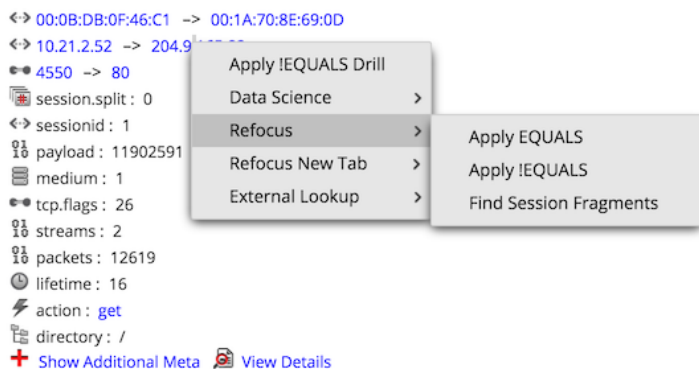 00:0B:DB:0F:46:C1 -> 00:1A:70:8E:69:0D
10.21.2.52 -> 204.9
4550 -> 80
session.split : 0
sessionid : 1
payload : 11902591
medium : 1
tcp.flags : 26
streams : 2
packets : 12619
lifetime : 16
action : get
directory : /
Show Additional Meta View Details
Apply !EQUALS Drill
Data Science >
Refocus >
Refocus New Tab >
External Lookup >
Apply EQUALS
Apply !EQUALS
Find Session Fragments